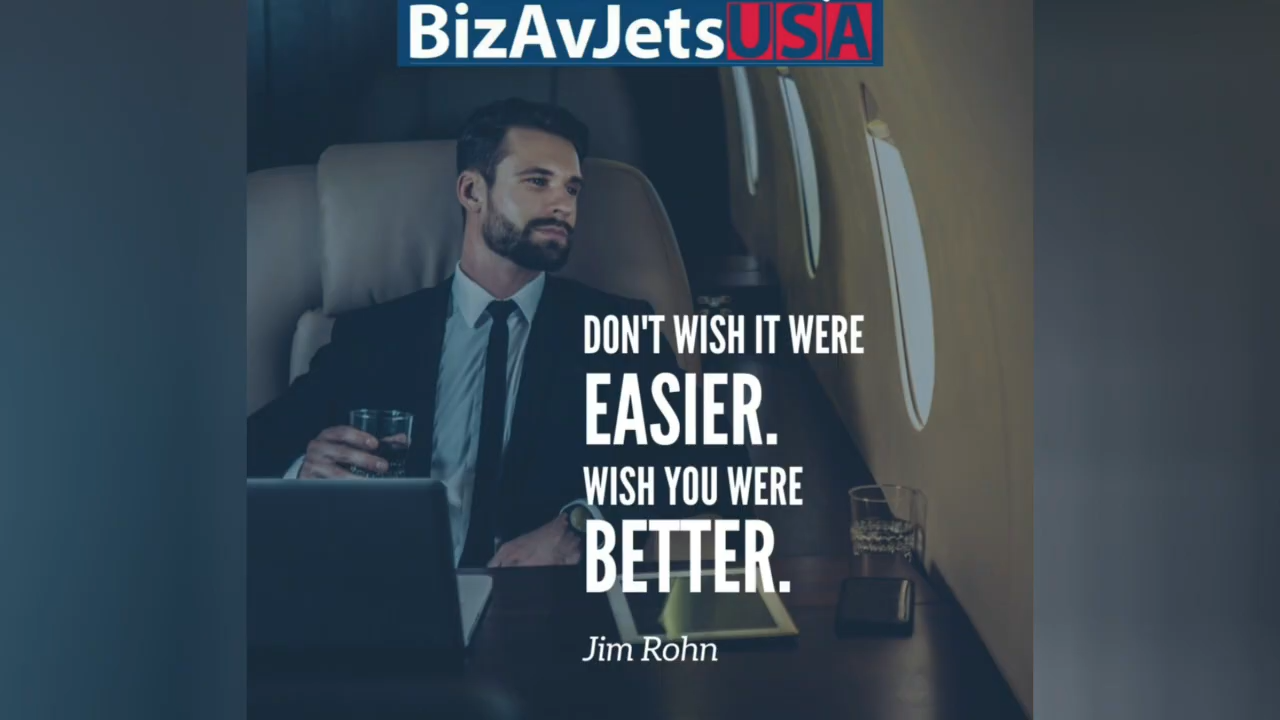 BizAvJetsUSA
DON'T WISH IT WERE
EASIER.
WISH YOU WERE
BETTER.
Jim Rohn